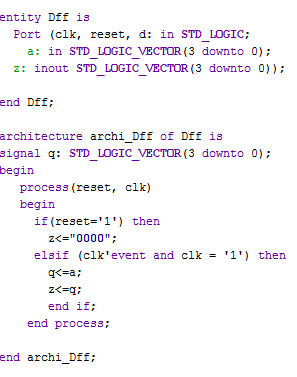 entity Dff is
Port (clk, reset, d: in STD_LOGIC;
a: in STD_LOGIC_VECTOR(3 downto 0);
z: inout STD_LOGIC_VECTOR(3 downto 0));
end Dff;
architecture archi_Dff of Dff is
signal q: STD_LOGIC_VECTOR(3 downto 0);
begin
process(reset, clk)
begin
if(reset='1') then
z<="0000";
elsif (clk'event and clk = '1') then
q<=a;
z<=q;
end if;
end process;
end archi_Dff;